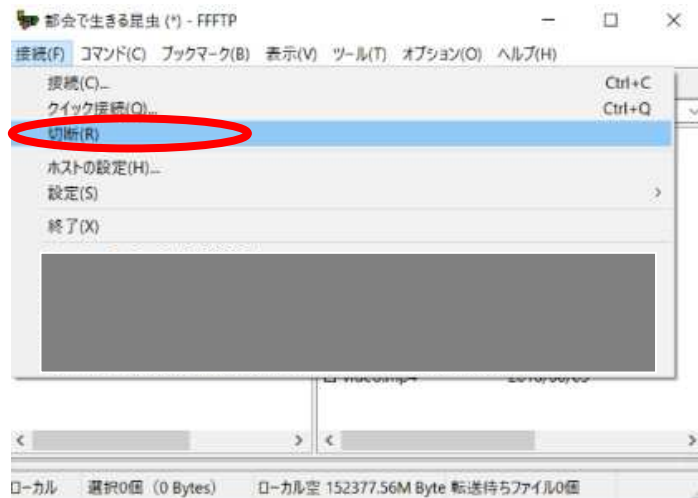 都会で生きる昆虫 (*) - FFFTP
接続(F) コマンド(C) ブックマーク(B) 表示(V) ツール(T) オプション(O) ヘルプ(H)
接続(C)... Ctrl+C
クイック接続(Q)... Ctrl+Q
切断(R)
ホストの設定(H)...
設定(S)
終了(X)
ローカル 選択0個 (0 Bytes) ローカル空 152377.56M Byte 転送待ちファイル0個